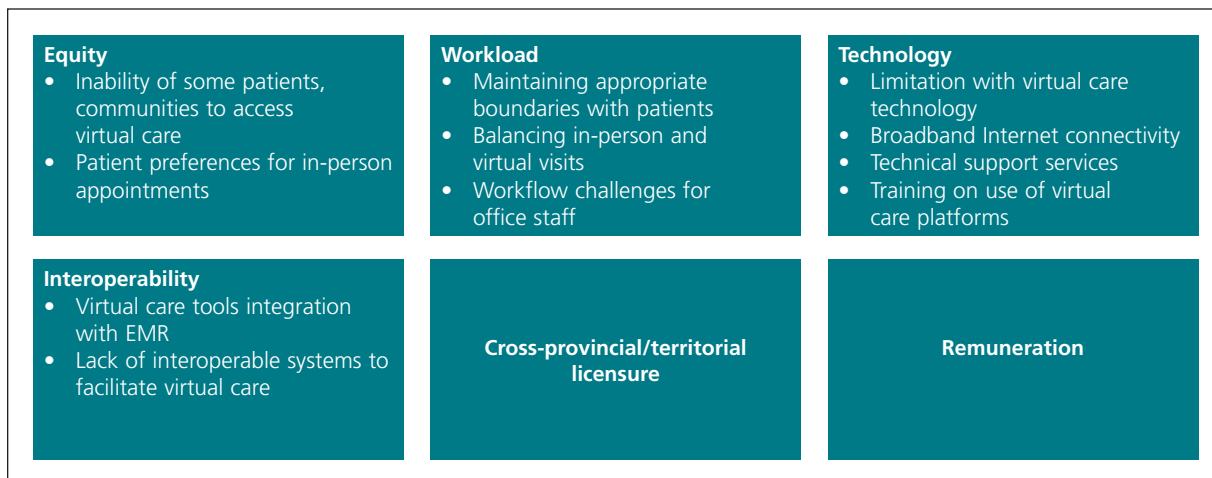 Equity
• Inability of some patients,
communities to access
virtual care
• Patient preferences for in-person
appointments
Workload
• Maintaining appropriate
boundaries with patients
• Balancing in-person and
virtual visits
• Workflow challenges for
office staff
Technology
• Limitation with virtual care
technology
• Broadband Internet connectivity
• Technical support services
• Training on use of virtual
care platforms
Interoperability
• Virtual care tools integration
with EMR
• Lack of interoperable systems to
facilitate virtual care
Cross-provincial/territorial
licensure
Remuneration